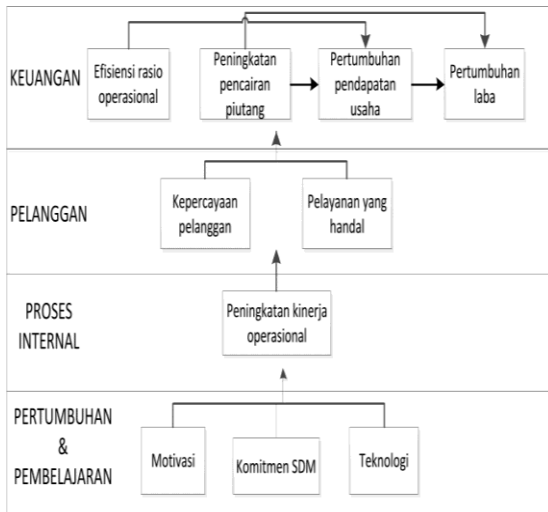 KEUANGAN
Efisiensi rasio
operasional
Peningkatan
pencairan
piutang
Pertumbuhan
pendapatan
usaha
Pertumbuhan
laba
PELANGGAN
Kepercayaan
pelanggan
Pelayanan yang
handal
PROSES
INTERNAL
Peningkatan kinerja
operasional
PERTUMBUHAN
&
PEMBELAJARAN
Motivasi
Komitmen SDM
Teknologi